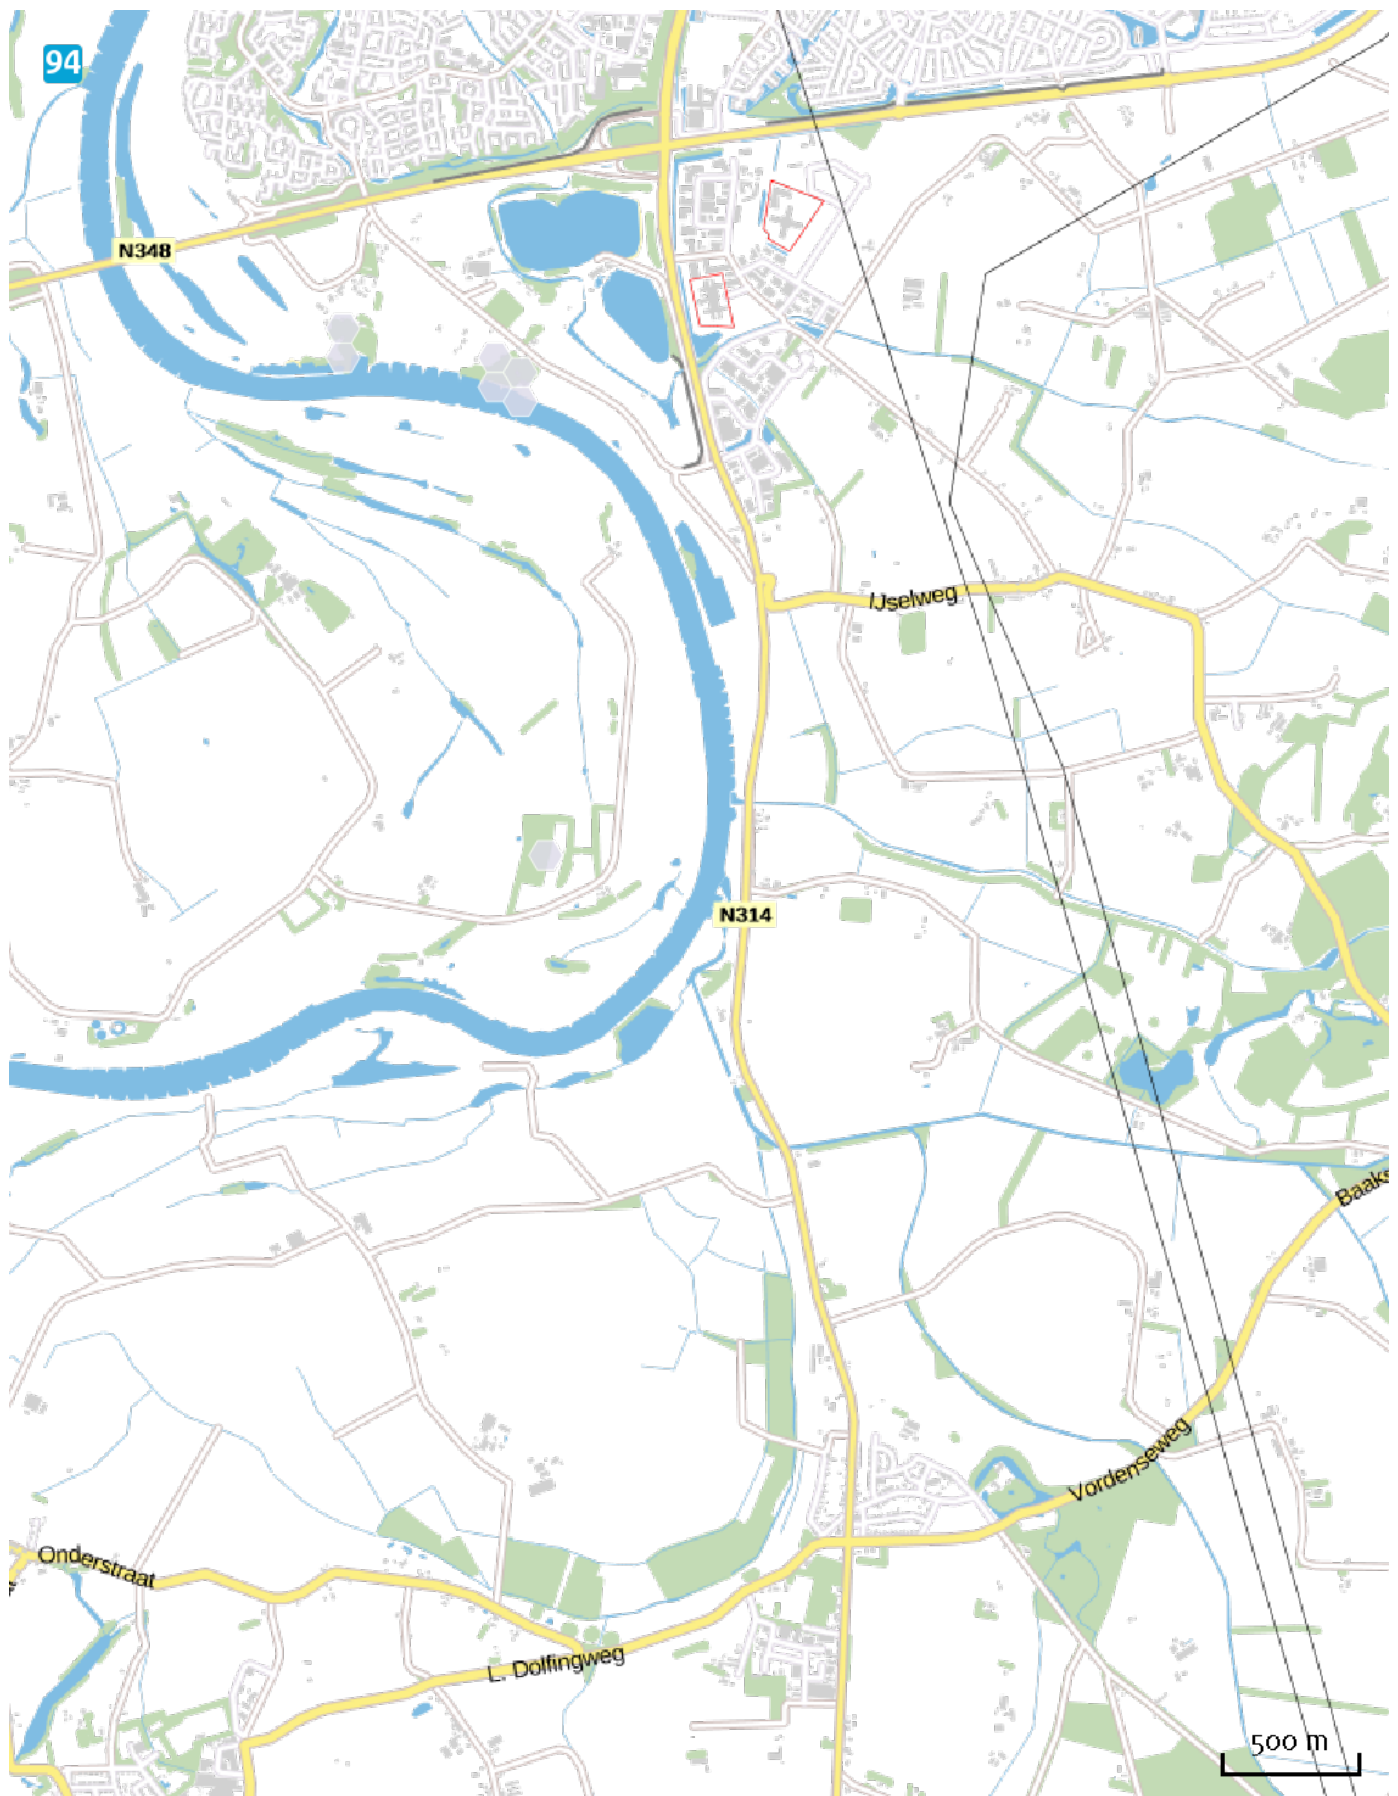 94
N348
IJselweg
N314
Baaks
Vordenseweg
Onderstraat
L. Dolfingweg
500 m